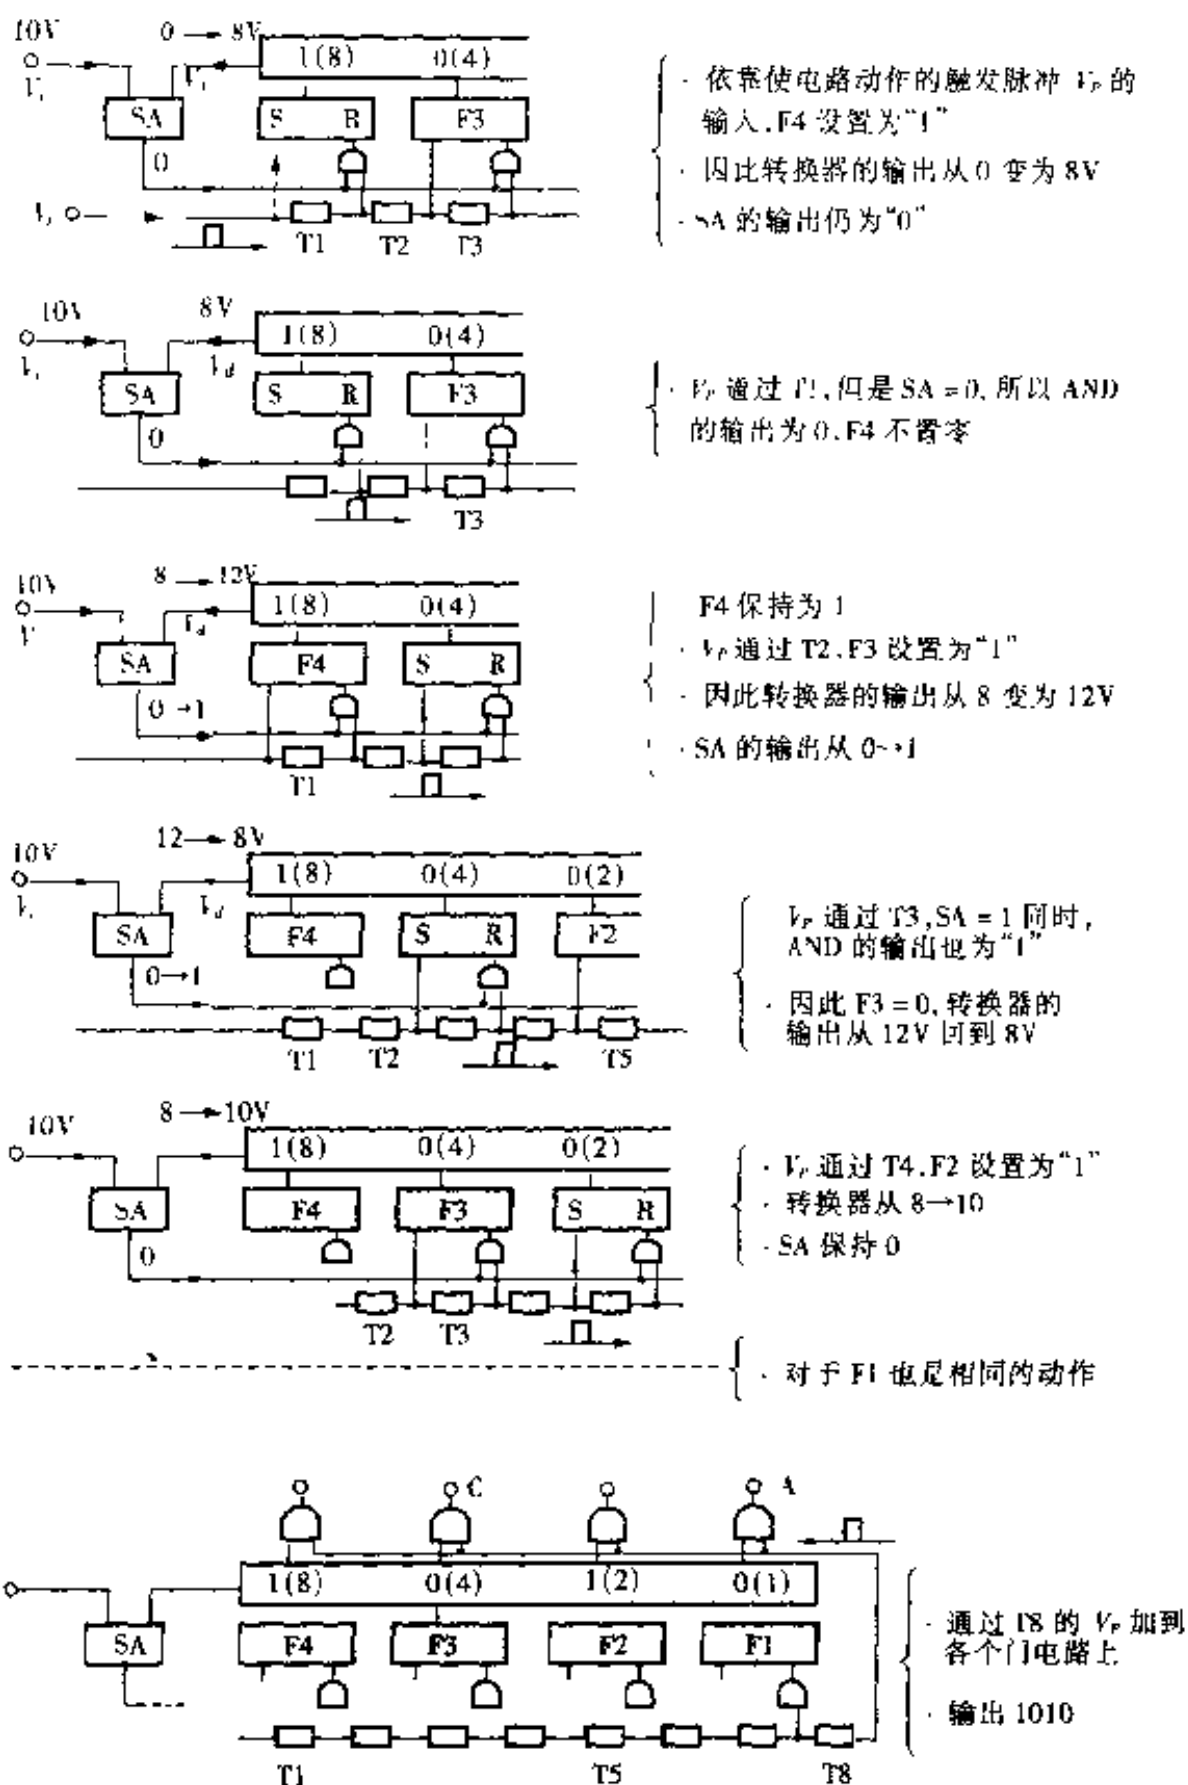 10V
0 → 8V
1(8) 0(4)
SA
S R
F3
0
T1 T2 T3
· 依靠使电路动作的触发脉冲 VP 的
输入,F4 设置为“1”
· 因此转换器的输出从0 变为 8V
· SA 的输出仍为“0”
10V
8V
1(8) 0(4)
Vd
SA
S R
F3
0
T3
· VP 通过 T1,但是 SA = 0, 所以 AND
的输出为 0,F4 不置零
10V
8 → 12V
1(8) 0(4)
V
Vd
SA
F4
S R
0→1
T1
F4 保持为 1
· VP 通过 T2,F3 设置为“1”
· 因此转换器的输出从 8 变为 12V
· SA 的输出从 0→1
10V
12 → 8V
1(8) 0(4) 0(2)
Vd
SA
F4
S R
F2
0→1
T1 T2 T5
VP 通过 T3,SA = 1 同时,
AND 的输出也为“1”
· 因此 F3 = 0, 转换器的
输出从 12V 回到 8V
10V
8 → 10V
1(8) 0(4) 0(2)
SA
F4
F3
S R
0
T2 T3
· VP 通过 T4,F2 设置为“1”
· 转换器从 8→10
· SA 保持 0
· 对于 F1 也是相同的动作
C
A
1(8) 0(4) 1(2) 0(1)
SA
F4 F3 F2 F1
T1 T5 T8
· 通过 T8 的 VP 加到
各个门电路上
· 输出 1010